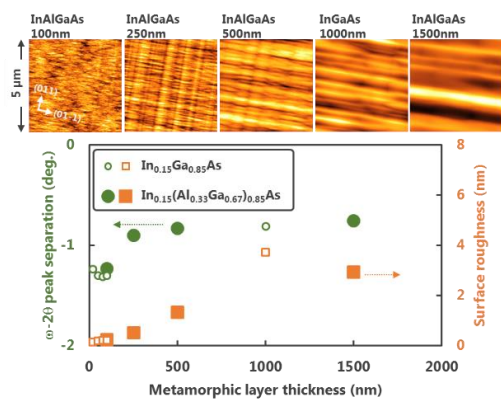 InAlGaAs InAlGaAs InAlGaAs InGaAs InAlGaAs
100nm 250nm 500nm 1000nm 1500nm
5 μm
(011)
(01-1)
ω-2θ peak separation (deg.)
0
-1
-2
In0.15Ga0.85As
In0.15(Al0.33Ga0.67)0.85As
8
6
4
2
0
Surface roughness (nm)
0 500 1000 1500 2000
Metamorphic layer thickness (nm)